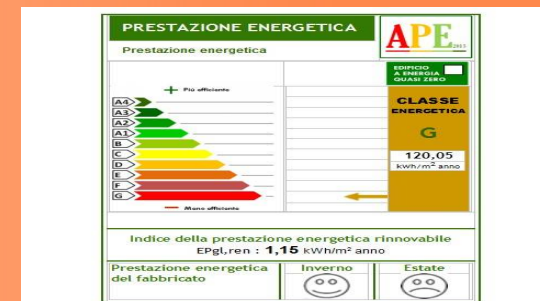 PRESTAZIONE ENERGETICA
APE 2015
Prestazione energetica
EDIFICIO
A ENERGIA
QUASI ZERO
+ Più efficiente
CLASSE
ENERGETICA
G
120,05
kWh/m² anno
A4
A3
A2
A1
B
C
D
E
F
G
— Meno efficiente
Indice della prestazione energetica rinnovabile
EPgl,ren : 1,15 kWh/m² anno
Prestazione energetica
del fabbricato
Inverno
Estate